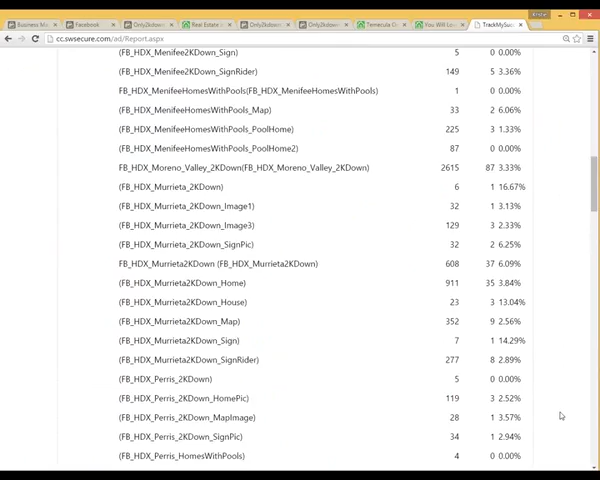 Business M
Facebook
Only2kdown
Real Estate
Only2kdown
Only2kdown
Temecula
You Will Lo
TrackMySuc
cc.swsecure.com/ad/Report.aspx
(FB_HDX_Menifee2KDown_Sign) 5 0 0.00%
(FB_HDX_Menifee2KDown_SignRider) 149 5 3.36%
FB_HDX_MenifeeHomesWithPools(FB_HDX_MenifeeHomesWithPools) 1 0 0.00%
(FB_HDX_MenifeeHomesWithPools_Map) 33 2 6.06%
(FB_HDX_MenifeeHomesWithPools_PoolHome) 225 3 1.33%
(FB_HDX_MenifeeHomesWithPools_PoolHome2) 87 0 0.00%
FB_HDX_Moreno_Valley_2KDown(FB_HDX_Moreno_Valley_2KDown) 2615 87 3.33%
(FB_HDX_Murrieta_2KDown) 6 1 16.67%
(FB_HDX_Murrieta_2KDown_Image1) 32 1 3.13%
(FB_HDX_Murrieta_2KDown_Image3) 129 3 2.33%
(FB_HDX_Murrieta_2KDown_SignPic) 32 2 6.25%
FB_HDX_Murrieta2KDown (FB_HDX_Murrieta2KDown) 608 37 6.09%
(FB_HDX_Murrieta2KDown_Home) 911 35 3.84%
(FB_HDX_Murrieta2KDown_House) 23 3 13.04%
(FB_HDX_Murrieta2KDown_Map) 352 9 2.56%
(FB_HDX_Murrieta2KDown_Sign) 7 1 14.29%
(FB_HDX_Murrieta2KDown_SignRider) 277 8 2.89%
(FB_HDX_Perris_2KDown) 5 0 0.00%
(FB_HDX_Perris_2KDown_HomePic) 119 3 2.52%
(FB_HDX_Perris_2KDown_MapImage) 28 1 3.57%
(FB_HDX_Perris_2KDown_SignPic) 34 1 2.94%
(FB_HDX_Perris_HomesWithPools) 4 0 0.00%